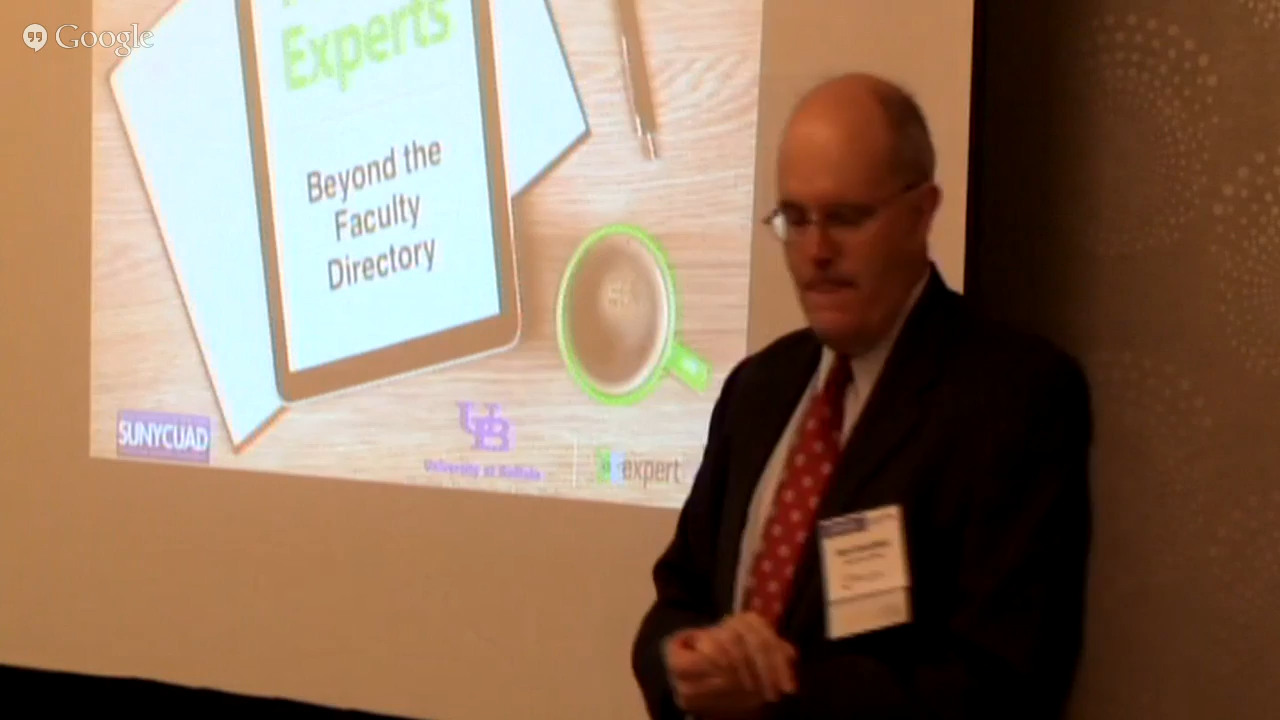 Google
Experts
Beyond the
Faculty
Directory
SUNYCUAD
UB
University at Buffalo
expert